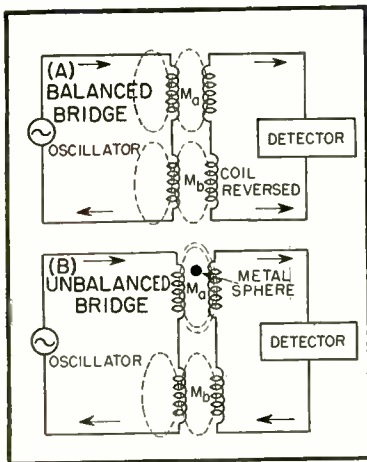 (A)
BALANCED
BRIDGE
OSCILLATOR
Ma
Mb
COIL
REVERSED
DETECTOR
(B)
UNBALANCED
BRIDGE
OSCILLATOR
METAL
SPHERE
Ma
Mb
DETECTOR